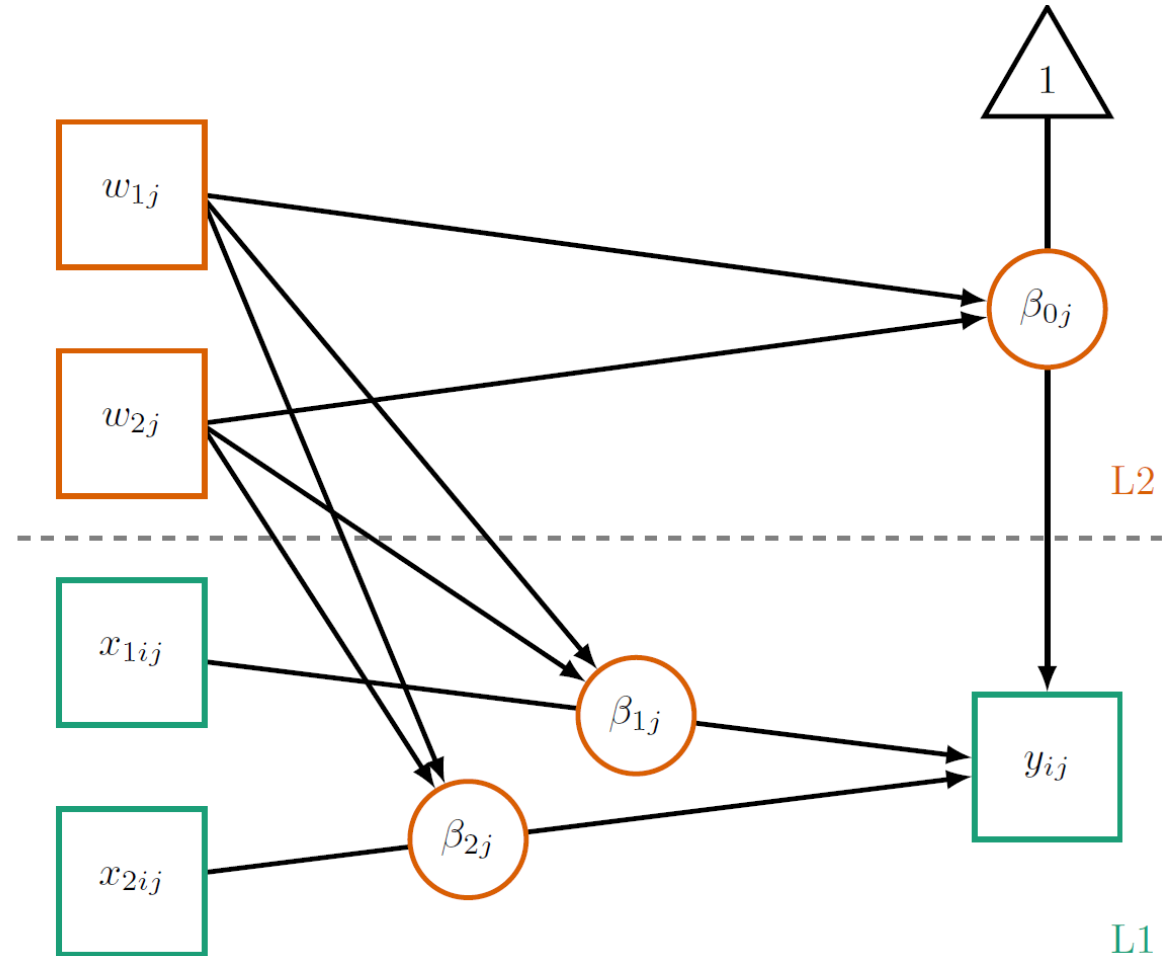 1
w_{1j}
β_{0j}
w_{2j}
L2
x_{1ij}
β_{1j}
y_{ij}
β_{2j}
x_{2ij}
L1